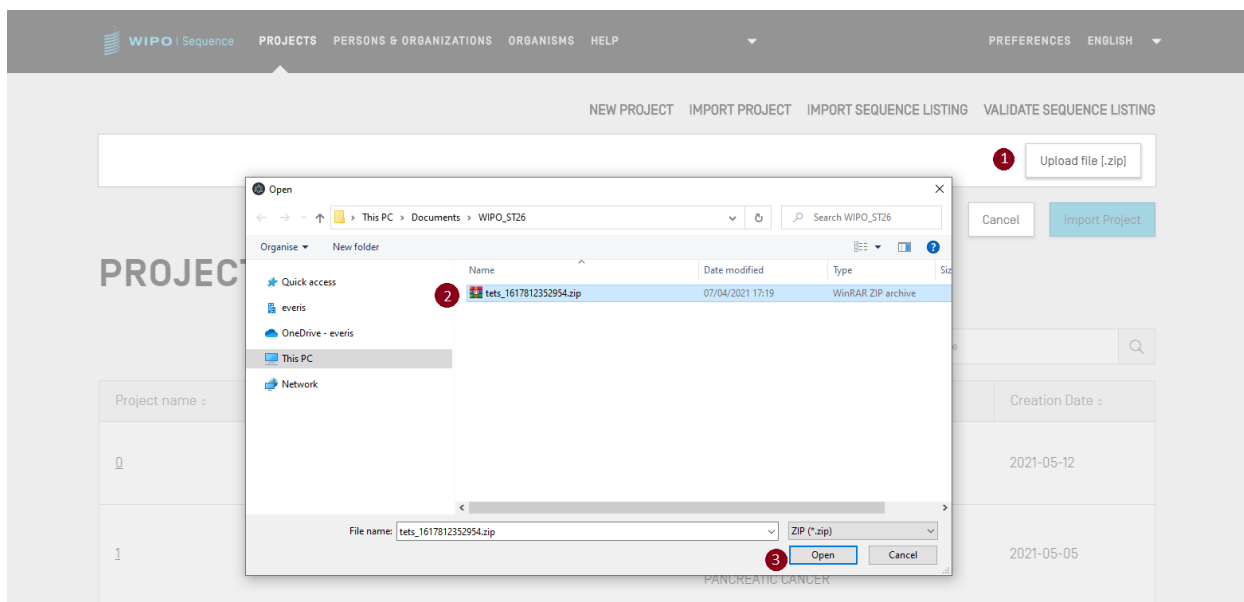 WIPO | Sequence PROJECTS PERSONS & ORGANIZATIONS ORGANISMS HELP PREFERENCES ENGLISH
NEW PROJECT IMPORT PROJECT IMPORT SEQUENCE LISTING VALIDATE SEQUENCE LISTING
1 Upload file [.zip]
Open
This PC > Documents > WIPO_ST26 Search WIPO_ST26
Cancel Import Project
Organise New folder
PROJEC
Name Date modified Type Siz
Quick access
2 tets_1617812352954.zip 07/04/2021 17:19 WinRAR ZIP archive
everis
OneDrive - everis
This PC
Network
Project name Creation Date
0 2021-05-12
File name: tets_1617812352954.zip ZIP (*.zip)
3 Open Cancel
1 2021-05-05
PANCREATIC CANCER